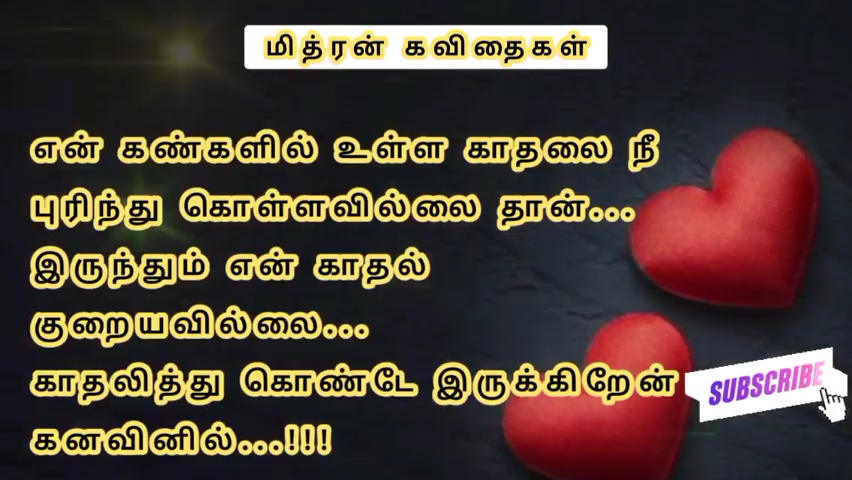 மித்ரன் கவிதைகள்
என் கண்களில் உள்ள காதலை நீ
புரிந்து கொள்ளவில்லை தான்...
இருந்தும் என் காதல்
குறையவில்லை...
காதலித்து கொண்டே இருக்கிறேன்
கனவினில்...!!!
SUBSCRIBE